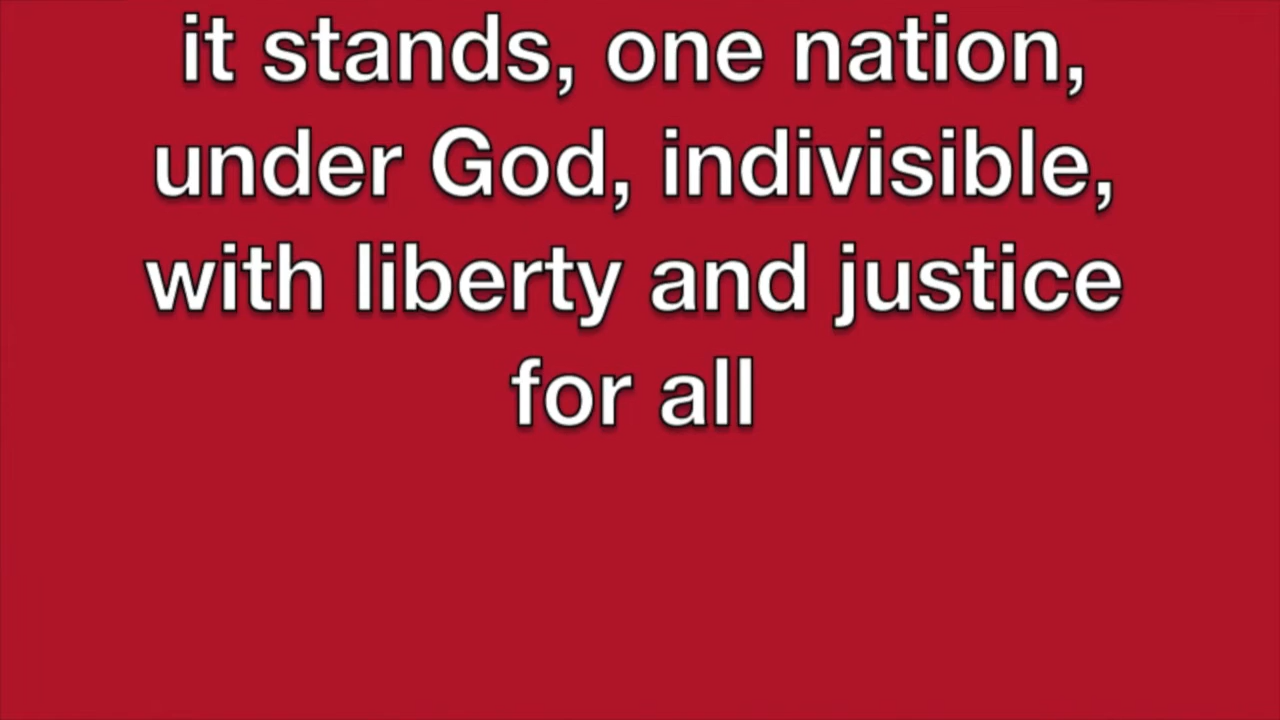 it stands, one nation,
under God, indivisible,
with liberty and justice
for all